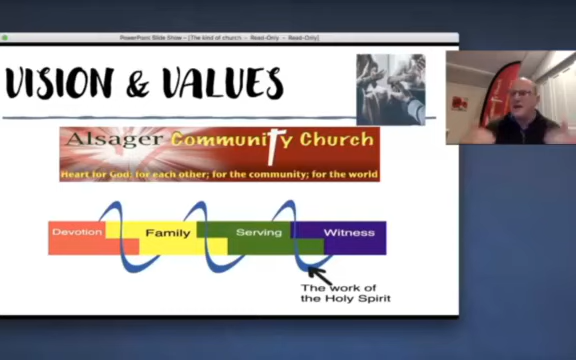 PowerPoint Slide Show - [The kind of church - Read-Only - Read-Only]
VISION & VALUES
Alsager Community Church
Heart for God; for each other; for the community; for the world
Devotion Family Serving Witness
The work of
the Holy Spirit